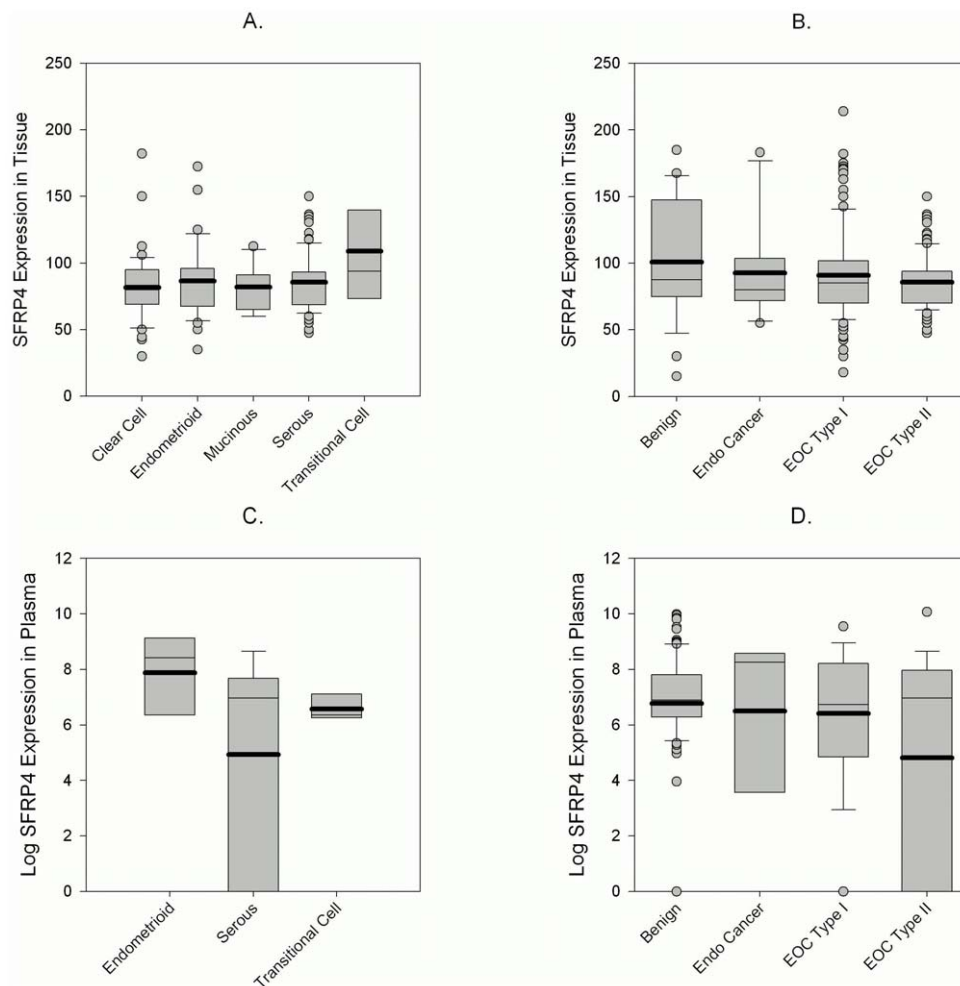 A.
SFRP4 Expression in Tissue
250
200
150
100
50
0
Clear Cell
Endometrioid
Mucinous
Serous
Transitional Cell
B.
SFRP4 Expression in Tissue
250
200
150
100
50
0
Benign
Endo Cancer
EOC Type I
EOC Type II
C.
Log SFRP4 Expression in Plasma
12
10
8
6
4
2
0
Endometrioid
Serous
Transitional Cell
D.
Log SFRP4 Expression in Plasma
12
10
8
6
4
2
0
Benign
Endo Cancer
EOC Type I
EOC Type II